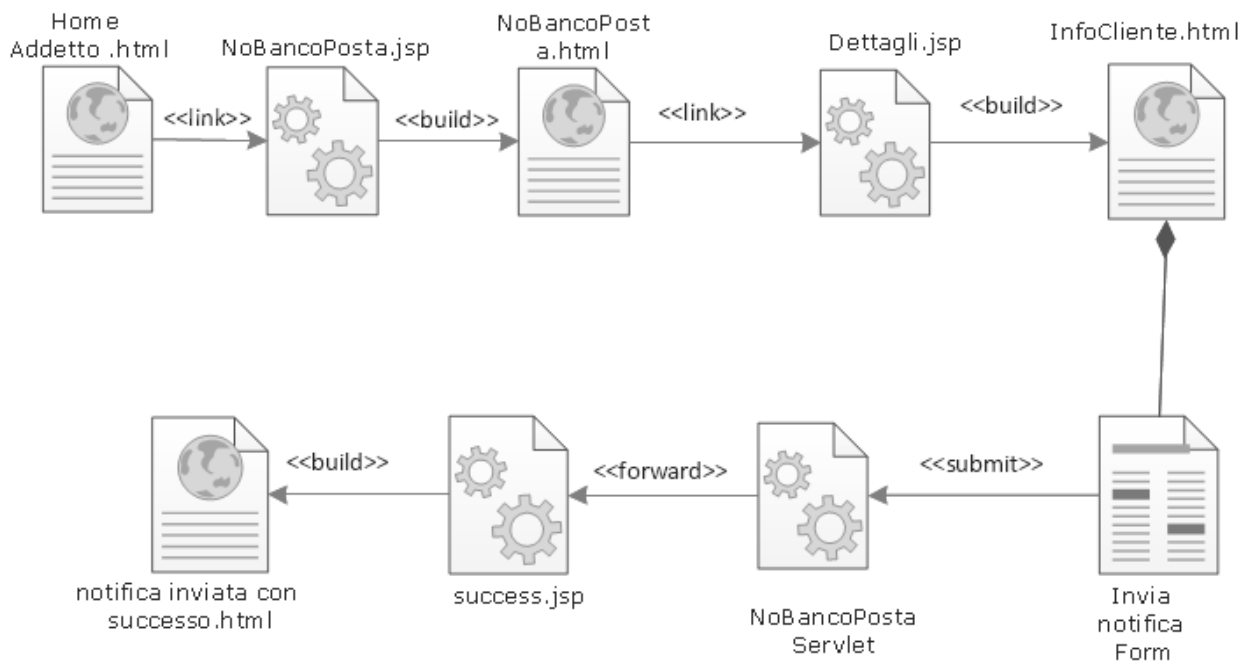 Home
Addetto .html
NoBancoPosta.jsp
NoBancoPost
a.html
Dettagli.jsp
InfoCliente.html
<<link>>
<<build>>
<<link>>
<<build>>
<<build>>
<<forward>>
<<submit>>
notifica inviata con
successo.html
success.jsp
NoBancoPosta
Servlet
Invia
notifica
Form